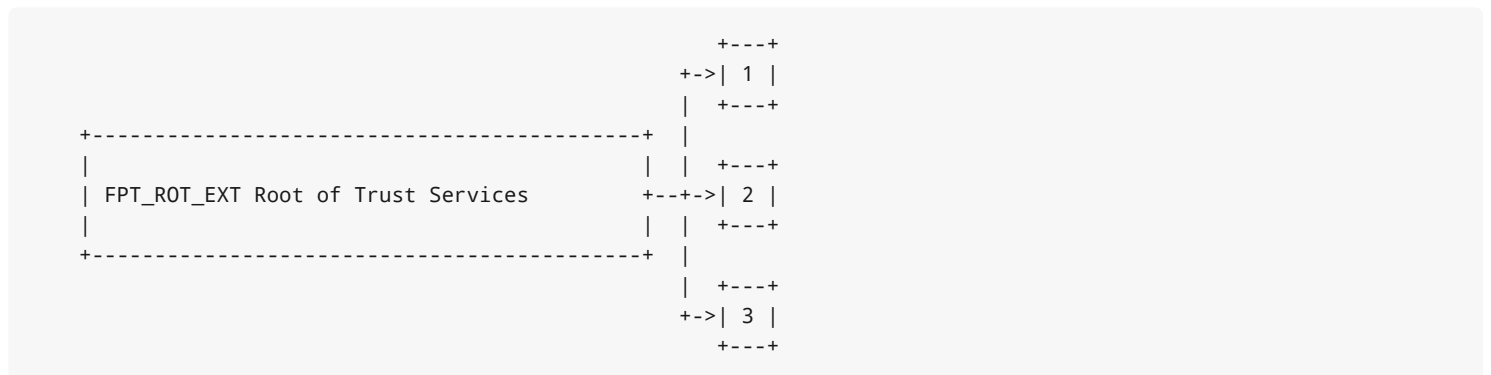 +---+
                                                +->| 1 |
                                                |  +---+
+--------------------------------------------+  |
|                                            |  |  +---+
| FPT_ROT_EXT Root of Trust Services         +--+->| 2 |
|                                            |  |  +---+
+--------------------------------------------+  |
                                                |  +---+
                                                +->| 3 |
                                                   +---+